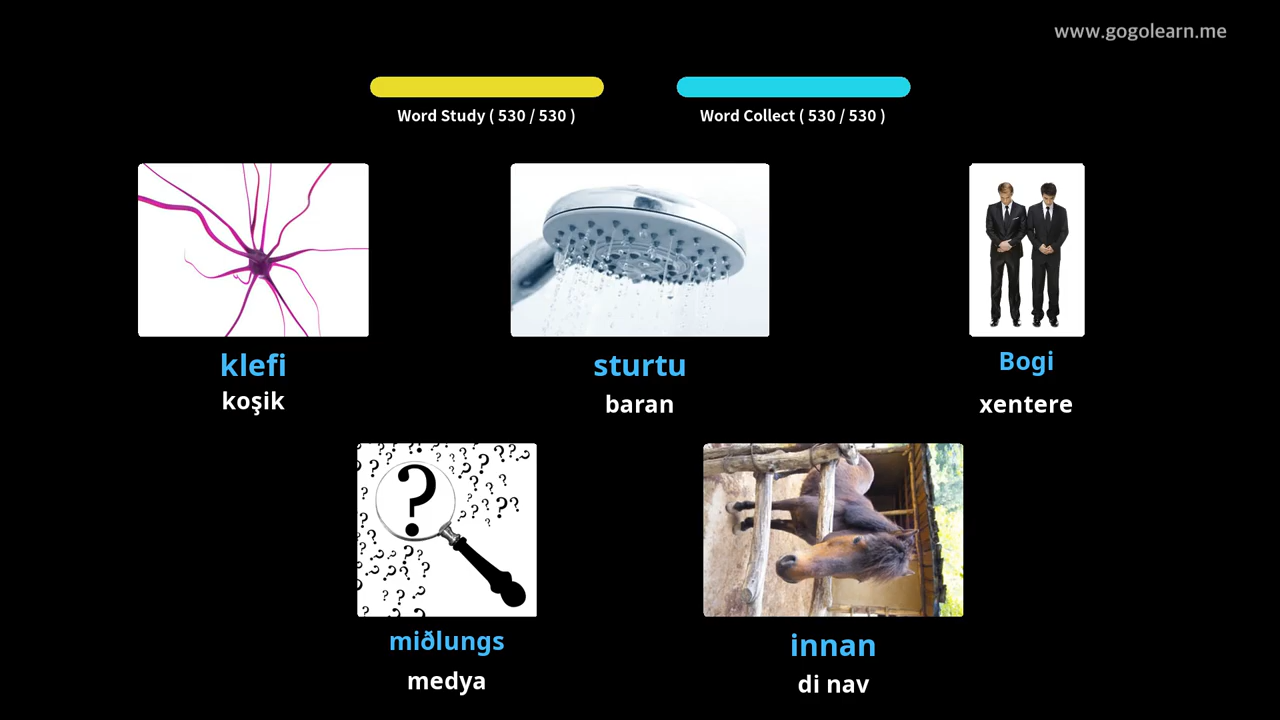 www.gogolearn.me
Word Study ( 530 / 530 )
Word Collect ( 530 / 530 )
klefi
koşik
sturtu
baran
Bogi
xentere
miðlungs
medya
innan
di nav